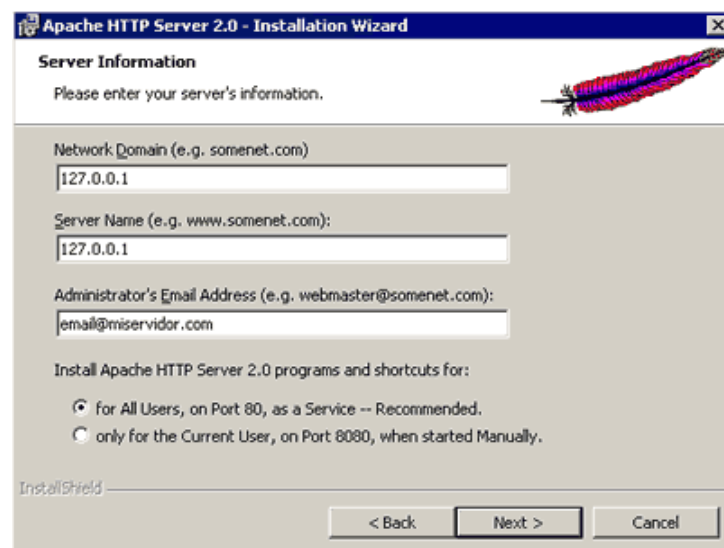 Apache HTTP Server 2.0 - Installation Wizard
Server Information
Please enter your server's information.
Network Domain (e.g. somenet.com)
127.0.0.1
Server Name (e.g. www.somenet.com):
127.0.0.1
Administrator's Email Address (e.g. webmaster@somenet.com):
email@miservidor.com
Install Apache HTTP Server 2.0 programs and shortcuts for:
for All Users, on Port 80, as a Service -- Recommended.
only for the Current User, on Port 8080, when started Manually.
InstallShield
< Back Next > Cancel